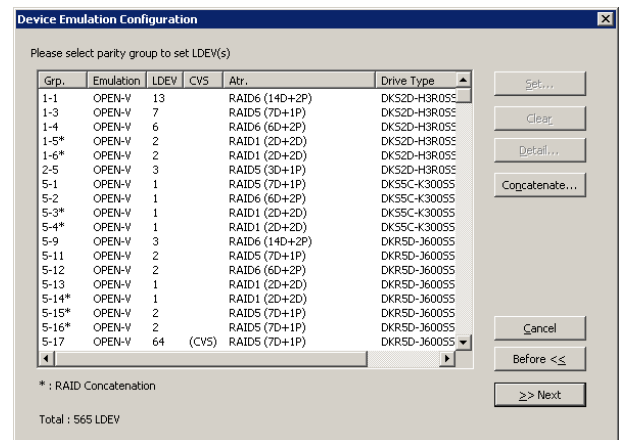 Device Emulation Configuration
Please select parity group to set LDEV(s)
Grp. Emulation LDEV CVS Atr. Drive Type
1-1 OPEN-V 13 RAID6 (14D+2P) DKS2D-H3R0SS
1-3 OPEN-V 7 RAID5 (7D+1P) DKS2D-H3R0SS
1-4 OPEN-V 6 RAID6 (6D+2P) DKS2D-H3R0SS
1-5* OPEN-V 2 RAID1 (2D+2D) DKS2D-H3R0SS
1-6* OPEN-V 2 RAID1 (2D+2D) DKS2D-H3R0SS
2-5 OPEN-V 3 RAID5 (3D+1P) DKS2D-H3R0SS
5-1 OPEN-V 1 RAID5 (7D+1P) DKS5C-K300SS
5-2 OPEN-V 1 RAID6 (6D+2P) DKS5C-K300SS
5-3* OPEN-V 1 RAID1 (2D+2D) DKS5C-K300SS
5-4* OPEN-V 1 RAID1 (2D+2D) DKS5C-K300SS
5-9 OPEN-V 3 RAID6 (14D+2P) DKR5D-J600SS
5-11 OPEN-V 2 RAID5 (7D+1P) DKR5D-J600SS
5-12 OPEN-V 2 RAID6 (6D+2P) DKR5D-J600SS
5-13 OPEN-V 1 RAID1 (2D+2D) DKR5D-J600SS
5-14* OPEN-V 1 RAID1 (2D+2D) DKR5D-J600SS
5-15* OPEN-V 2 RAID5 (7D+1P) DKR5D-J600SS
5-16* OPEN-V 2 RAID5 (7D+1P) DKR5D-J600SS
5-17 OPEN-V 64 (CVS) RAID5 (7D+1P) DKR5D-J600SS
Set...
Clear
Detail...
Concatenate...
Cancel
Before <<
>> Next
* : RAID Concatenation
Total : 565 LDEV